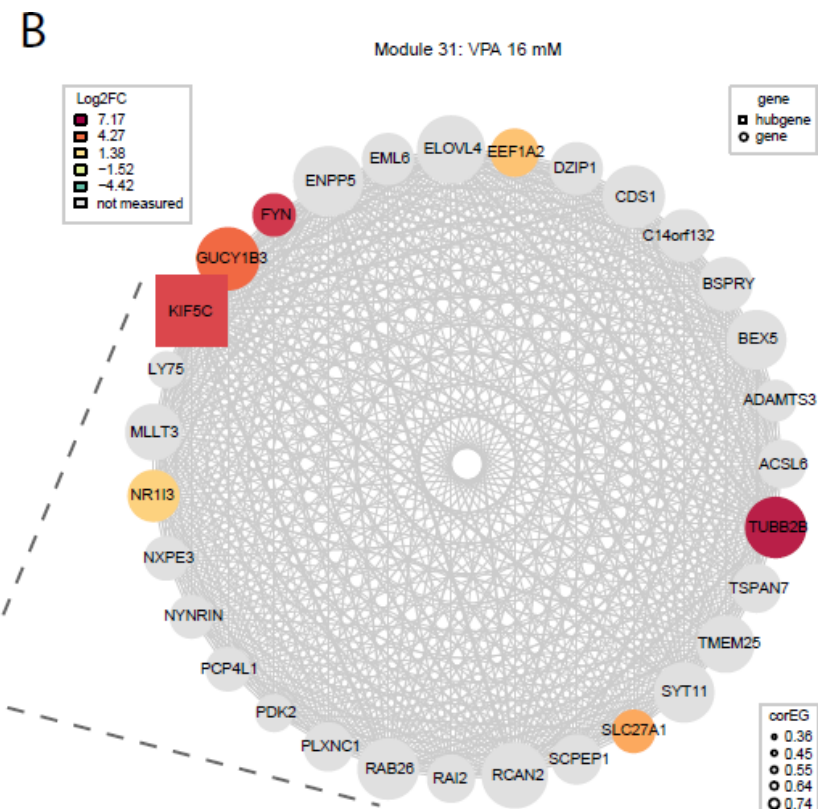 B
Module 31: VPA 16 mM
Log2FC
7.17
4.27
1.38
−1.52
−4.42
not measured
gene
hubgene
gene
ELOVL4
EEF1A2
EML6
DZIP1
ENPP5
CDS1
FYN
C14orf132
GUCY1B3
BSPRY
KIF5C
BEX5
LY75
ADAMTS3
MLLT3
ACSL6
NR1I3
TUBB2B
NXPE3
TSPAN7
NYNRIN
TMEM25
PCP4L1
SYT11
PDK2
SLC27A1
PLXNC1
SCPEP1
RAB26
RAI2
RCAN2
corEG
0.36
0.45
0.55
0.64
0.74